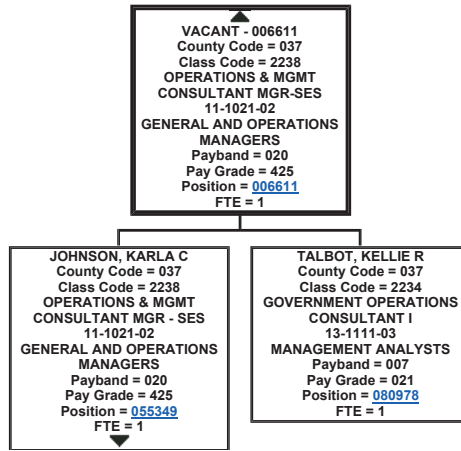 VACANT - 006611
County Code = 037
Class Code = 2238
OPERATIONS & MGMT
CONSULTANT MGR-SES
11-1021-02
GENERAL AND OPERATIONS
MANAGERS
Payband = 020
Pay Grade = 425
Position = 006611
FTE = 1
JOHNSON, KARLA C
County Code = 037
Class Code = 2238
OPERATIONS & MGMT
CONSULTANT MGR - SES
11-1021-02
GENERAL AND OPERATIONS
MANAGERS
Payband = 020
Pay Grade = 425
Position = 055349
FTE = 1
TALBOT, KELLIE R
County Code = 037
Class Code = 2234
GOVERNMENT OPERATIONS
CONSULTANT I
13-1111-03
MANAGEMENT ANALYSTS
Payband = 007
Pay Grade = 021
Position = 080978
FTE = 1